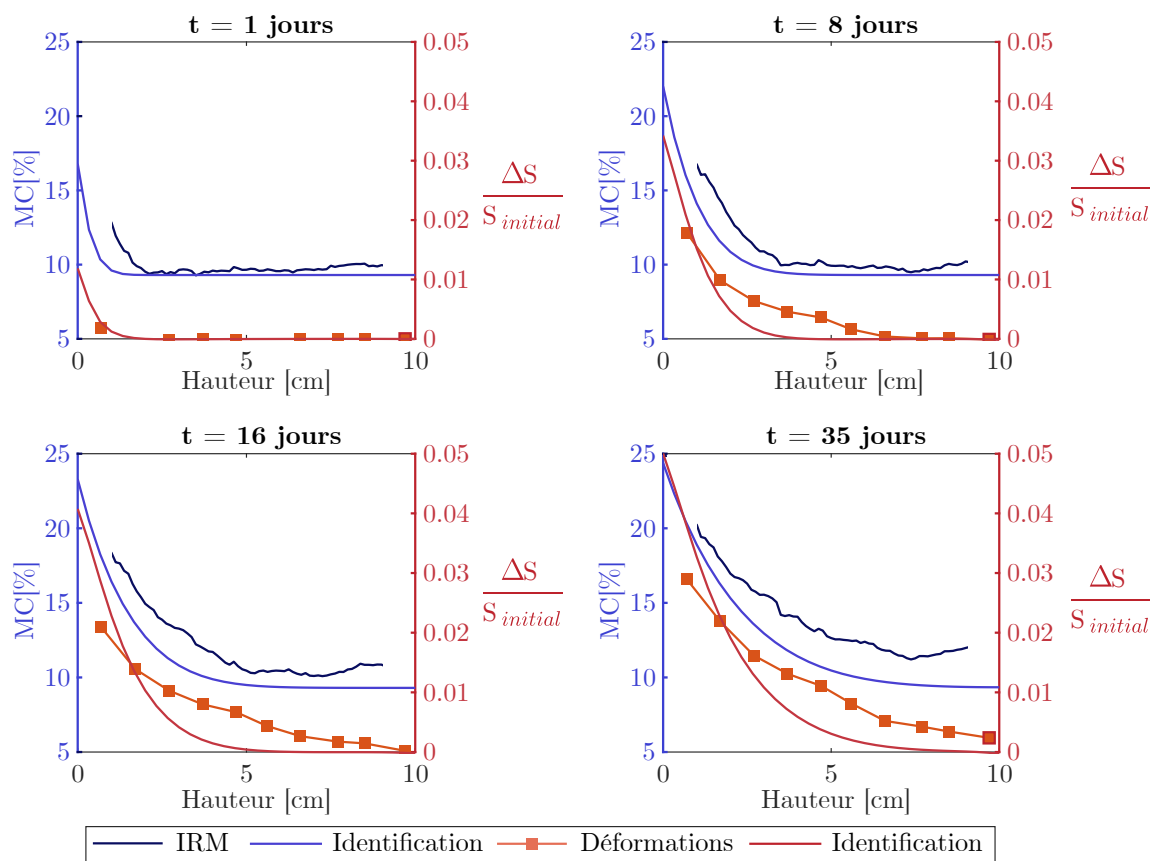 t = 1 jours
25
20
15
10
5
MC[%]
0.05
0.04
0.03
0.02
0.01
0
ΔS
S initial
0
5
10
Hauteur [cm]
t = 8 jours
25
20
15
10
5
MC[%]
0.05
0.04
0.03
0.02
0.01
0
ΔS
S initial
0
5
10
Hauteur [cm]
t = 16 jours
25
20
15
10
5
MC[%]
0.05
0.04
0.03
0.02
0.01
0
ΔS
S initial
0
5
10
Hauteur [cm]
t = 35 jours
25
20
15
10
5
MC[%]
0.05
0.04
0.03
0.02
0.01
0
ΔS
S initial
0
5
10
Hauteur [cm]
IRM Identification Déformations Identification